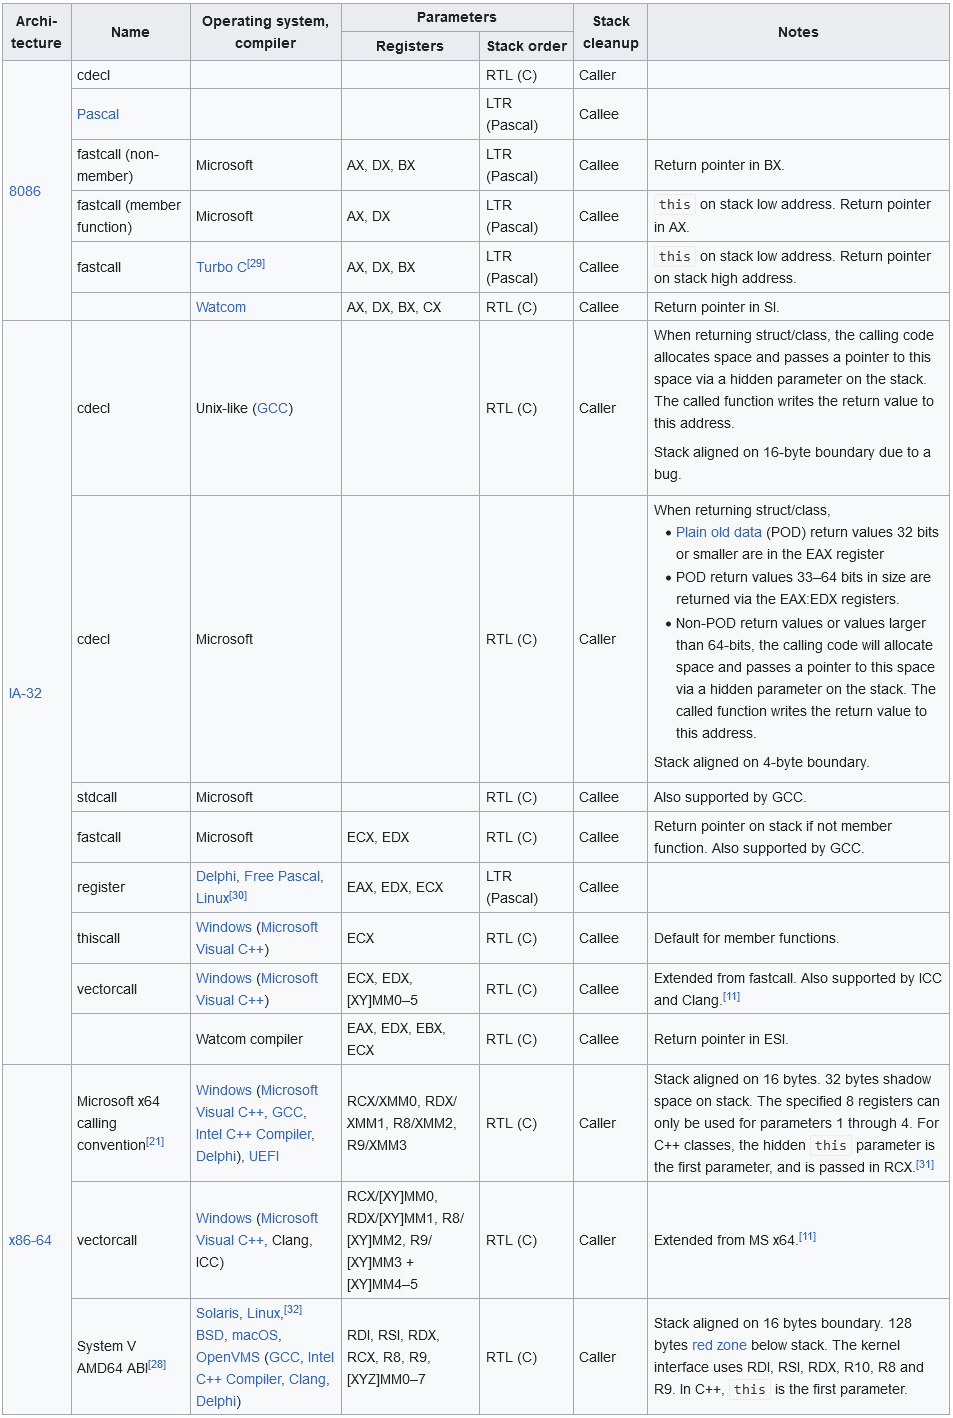 Archi-
tecture
Name
Operating system,
compiler
Parameters
Stack
cleanup
Notes
Registers
Stack order
8086
cdecl
RTL (C)
Caller
Pascal
LTR
(Pascal)
Callee
fastcall (non-
member)
Microsoft
AX, DX, BX
LTR
(Pascal)
Callee
Return pointer in BX.
fastcall (member
function)
Microsoft
AX, DX
LTR
(Pascal)
Callee
this on stack low address. Return pointer
in AX.
fastcall
Turbo C[29]
AX, DX, BX
LTR
(Pascal)
Callee
this on stack low address. Return pointer
on stack high address.
Watcom
AX, DX, BX, CX
RTL (C)
Callee
Return pointer in SI.
IA-32
cdecl
Unix-like (GCC)
RTL (C)
Caller
When returning struct/class, the calling code
allocates space and passes a pointer to this
space via a hidden parameter on the stack.
The called function writes the return value to
this address.
Stack aligned on 16-byte boundary due to a
bug.
cdecl
Microsoft
RTL (C)
Caller
When returning struct/class,
• Plain old data (POD) return values 32 bits
or smaller are in the EAX register
• POD return values 33–64 bits in size are
returned via the EAX:EDX registers.
• Non-POD return values or values larger
than 64-bits, the calling code will allocate
space and passes a pointer to this space
via a hidden parameter on the stack. The
called function writes the return value to
this address.
Stack aligned on 4-byte boundary.
stdcall
Microsoft
RTL (C)
Callee
Also supported by GCC.
fastcall
Microsoft
ECX, EDX
RTL (C)
Callee
Return pointer on stack if not member
function. Also supported by GCC.
register
Delphi, Free Pascal,
Linux[30]
EAX, EDX, ECX
LTR
(Pascal)
Callee
thiscall
Windows (Microsoft
Visual C++)
ECX
RTL (C)
Callee
Default for member functions.
vectorcall
Windows (Microsoft
Visual C++)
ECX, EDX,
[XY]MM0–5
RTL (C)
Callee
Extended from fastcall. Also supported by ICC
and Clang.[11]
Watcom compiler
EAX, EDX, EBX,
ECX
RTL (C)
Callee
Return pointer in ESI.
x86-64
Microsoft x64
calling
convention[21]
Windows (Microsoft
Visual C++, GCC,
Intel C++ Compiler,
Delphi), UEFI
RCX/XMM0, RDX/
XMM1, R8/XMM2,
R9/XMM3
RTL (C)
Caller
Stack aligned on 16 bytes. 32 bytes shadow
space on stack. The specified 8 registers can
only be used for parameters 1 through 4. For
C++ classes, the hidden this parameter is
the first parameter, and is passed in RCX.[31]
vectorcall
Windows (Microsoft
Visual C++, Clang,
ICC)
RCX/[XY]MM0,
RDX/[XY]MM1, R8/
[XY]MM2, R9/
[XY]MM3 +
[XY]MM4–5
RTL (C)
Caller
Extended from MS x64.[11]
System V
AMD64 ABI[28]
Solaris, Linux,[32]
BSD, macOS,
OpenVMS (GCC, Intel
C++ Compiler, Clang,
Delphi)
RDI, RSI, RDX,
RCX, R8, R9,
[XYZ]MM0–7
RTL (C)
Caller
Stack aligned on 16 bytes boundary. 128
bytes red zone below stack. The kernel
interface uses RDI, RSI, RDX, R10, R8 and
R9. In C++, this is the first parameter.